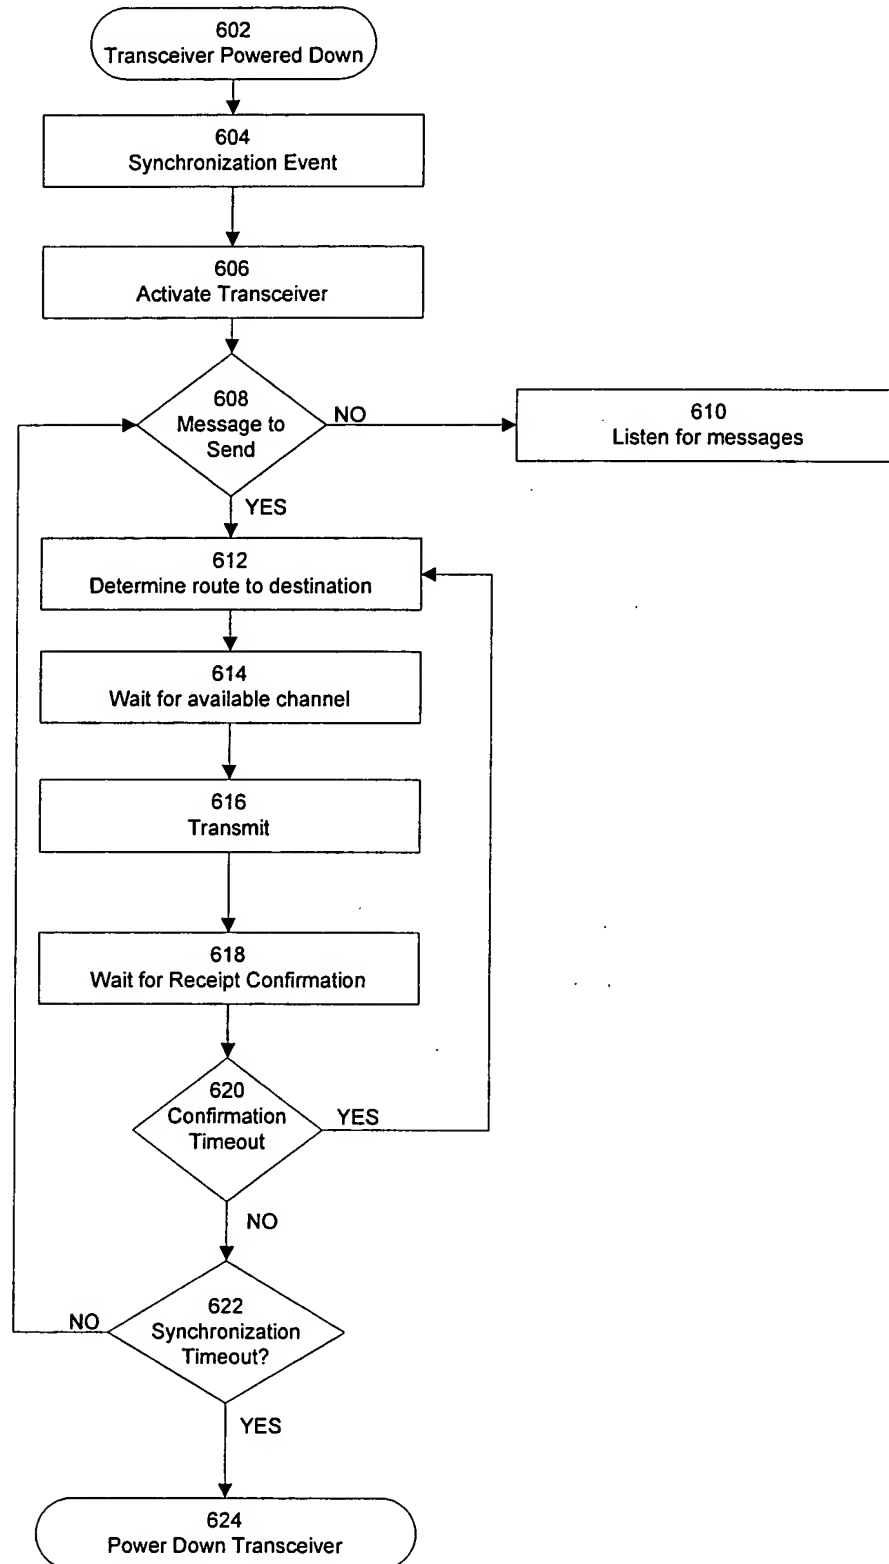 602
Transceiver Powered Down
604
Synchronization Event
606
Activate Transceiver
608
Message to
Send
NO
610
Listen for messages
YES
612
Determine route to destination
614
Wait for available channel
616
Transmit
618
Wait for Receipt Confirmation
620
Confirmation
Timeout
YES
NO
622
Synchronization
Timeout?
NO
YES
624
Power Down Transceiver